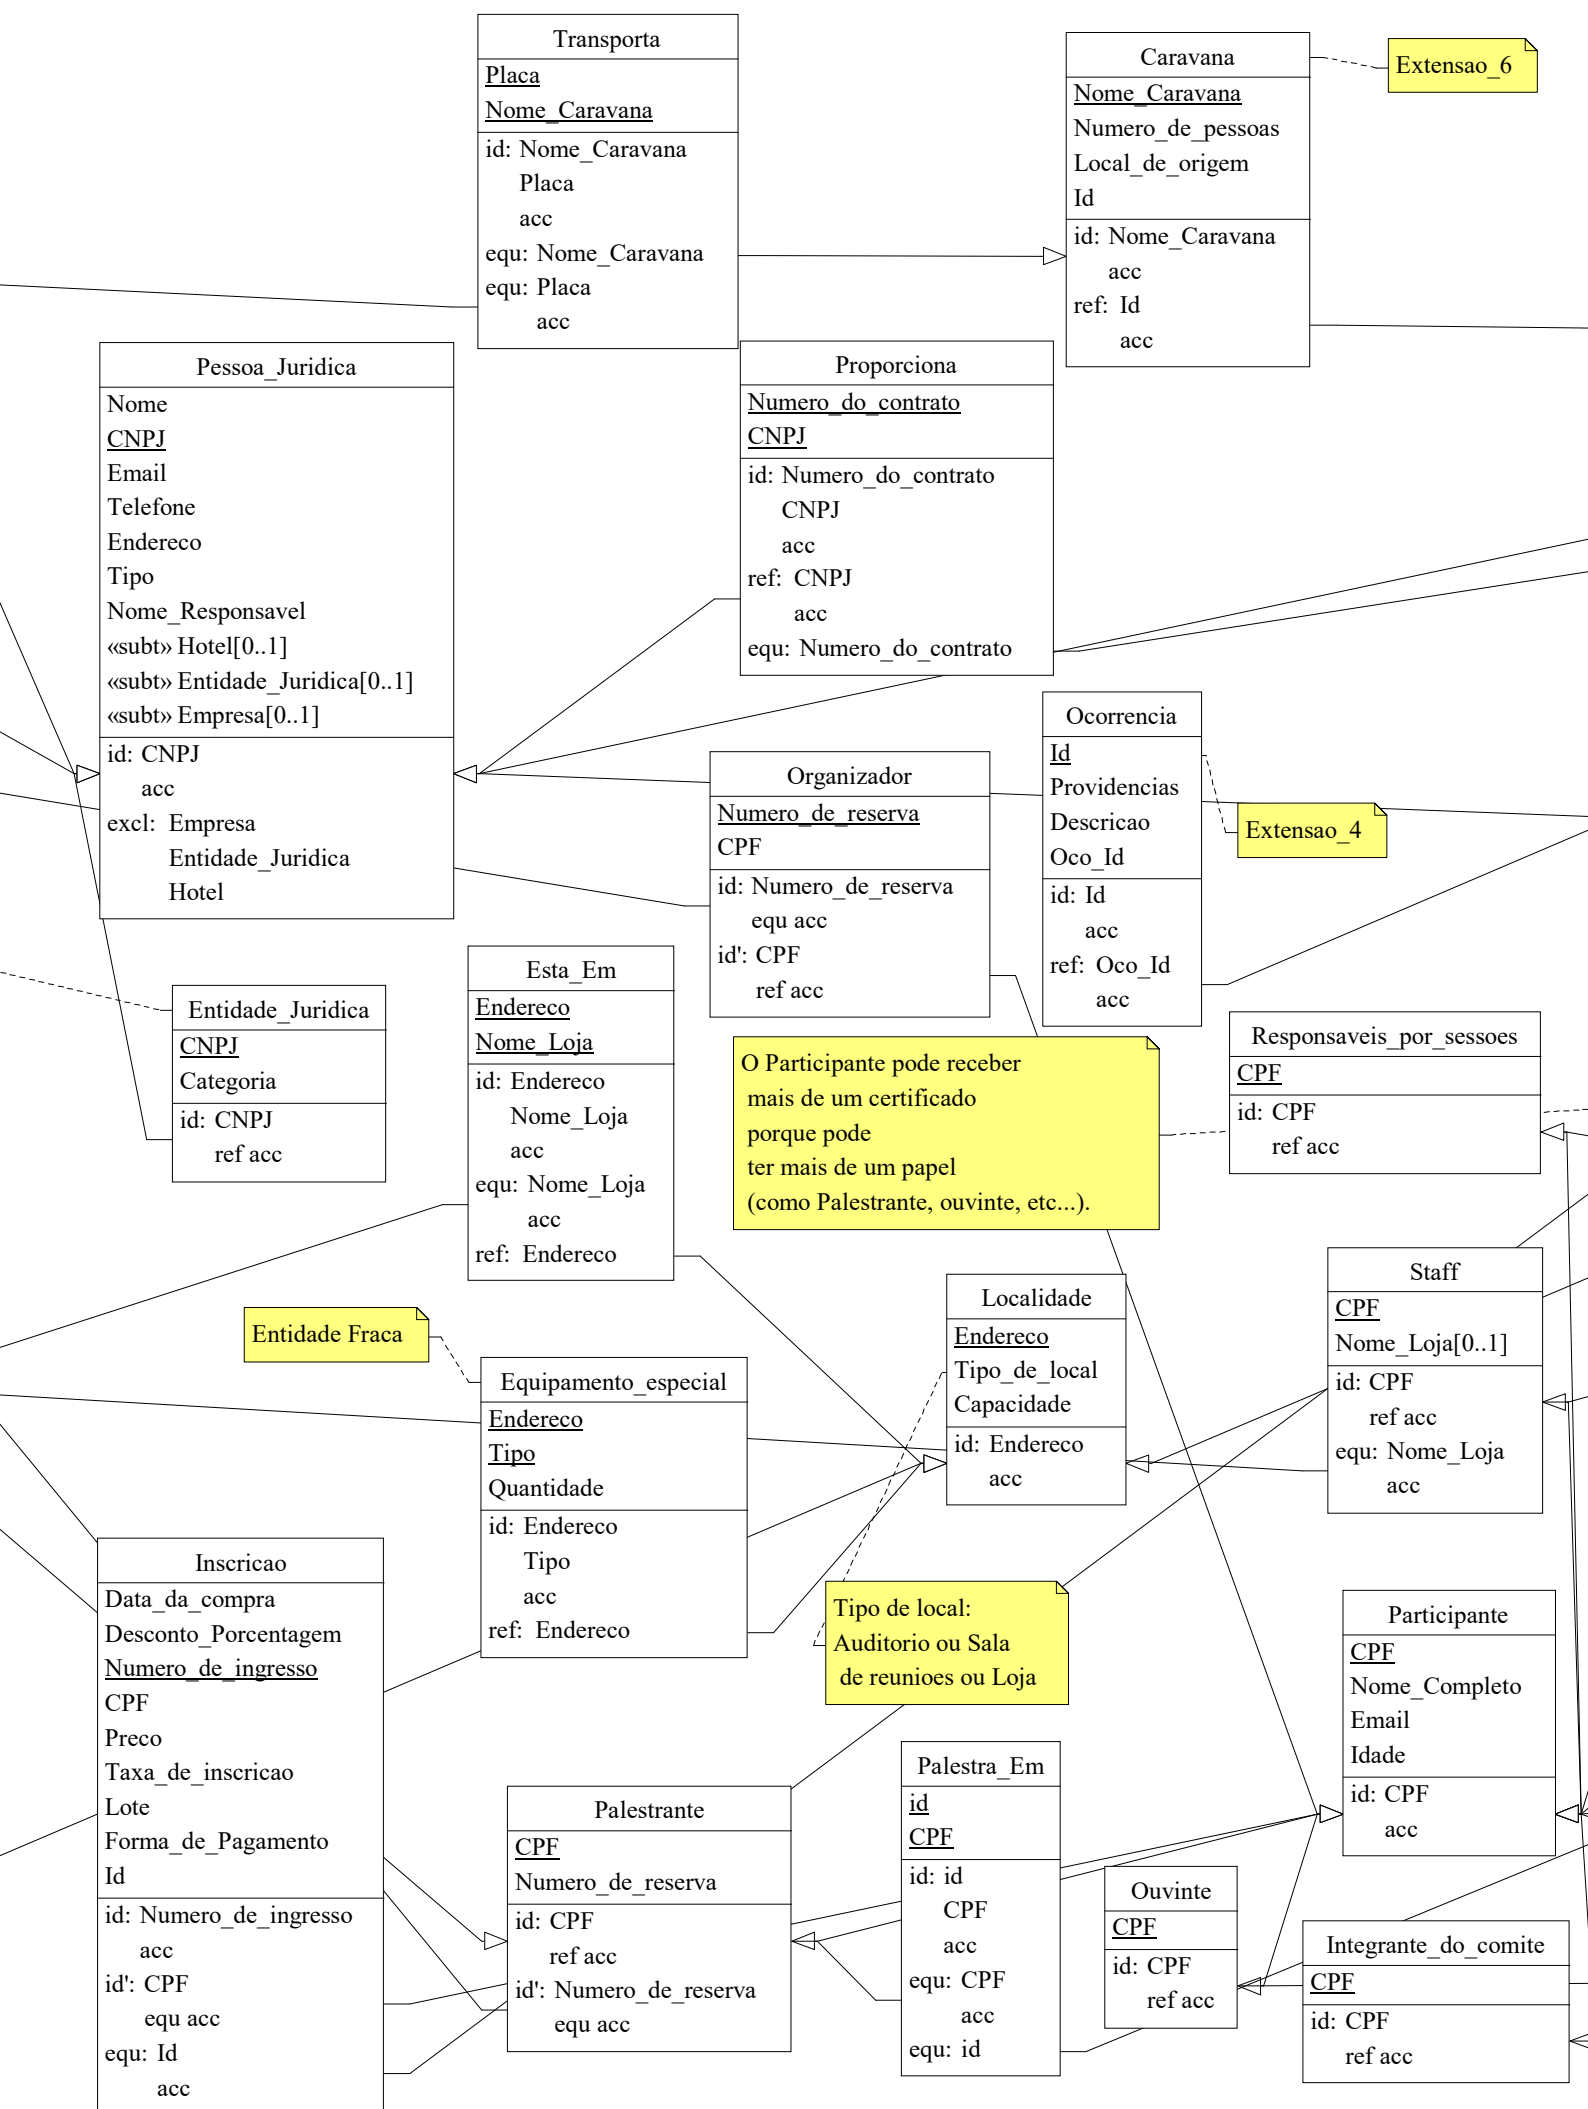 Transporta
Placa
Nome_Caravana
id: Nome_Caravana
Placa
acc
equ: Nome_Caravana
equ: Placa
acc
Caravana
Nome_Caravana
Numero_de_pessoas
Local_de_origem
Id
id: Nome_Caravana
acc
ref: Id
acc
Extensao_6
Pessoa_Juridica
Nome
CNPJ
Email
Telefone
Endereco
Tipo
Nome_Responsavel
«subt» Hotel[0..1]
«subt» Entidade_Juridica[0..1]
«subt» Empresa[0..1]
id: CNPJ
acc
excl: Empresa
Entidade_Juridica
Hotel
Proporciona
Numero_do_contrato
CNPJ
id: Numero_do_contrato
CNPJ
acc
ref: CNPJ
acc
equ: Numero_do_contrato
Organizador
Numero_de_reserva
CPF
id: Numero_de_reserva
equ acc
id': CPF
ref acc
Ocorrencia
Id
Providencias
Descricao
Oco_Id
id: Id
acc
ref: Oco_Id
acc
Extensao_4
Entidade_Juridica
CNPJ
Categoria
id: CNPJ
ref acc
Esta_Em
Endereco
Nome_Loja
id: Endereco
Nome_Loja
acc
equ: Nome_Loja
acc
ref: Endereco
O Participante pode receber
mais de um certificado
porque pode
ter mais de um papel
(como Palestrante, ouvinte, etc...).
Responsaveis_por_sessoes
CPF
id: CPF
ref acc
Entidade Fraca
Equipamento_especial
Endereco
Tipo
Quantidade
id: Endereco
Tipo
acc
ref: Endereco
Localidade
Endereco
Tipo_de_local
Capacidade
id: Endereco
acc
Staff
CPF
Nome_Loja[0..1]
id: CPF
ref acc
equ: Nome_Loja
acc
Inscricao
Data_da_compra
Desconto_Porcentagem
Numero_de_ingresso
CPF
Preco
Taxa_de_inscricao
Lote
Forma_de_Pagamento
Id
id: Numero_de_ingresso
acc
id': CPF
equ acc
equ: Id
acc
Tipo de local:
Auditorio ou Sala
de reunioes ou Loja
Participante
CPF
Nome_Completo
Email
Idade
id: CPF
acc
Palestrante
CPF
Numero_de_reserva
id: CPF
ref acc
id': Numero_de_reserva
equ acc
Palestra_Em
id
CPF
id: id
CPF
acc
equ: CPF
acc
equ: id
Ouvinte
CPF
id: CPF
ref acc
Integrante_do_comite
CPF
id: CPF
ref acc